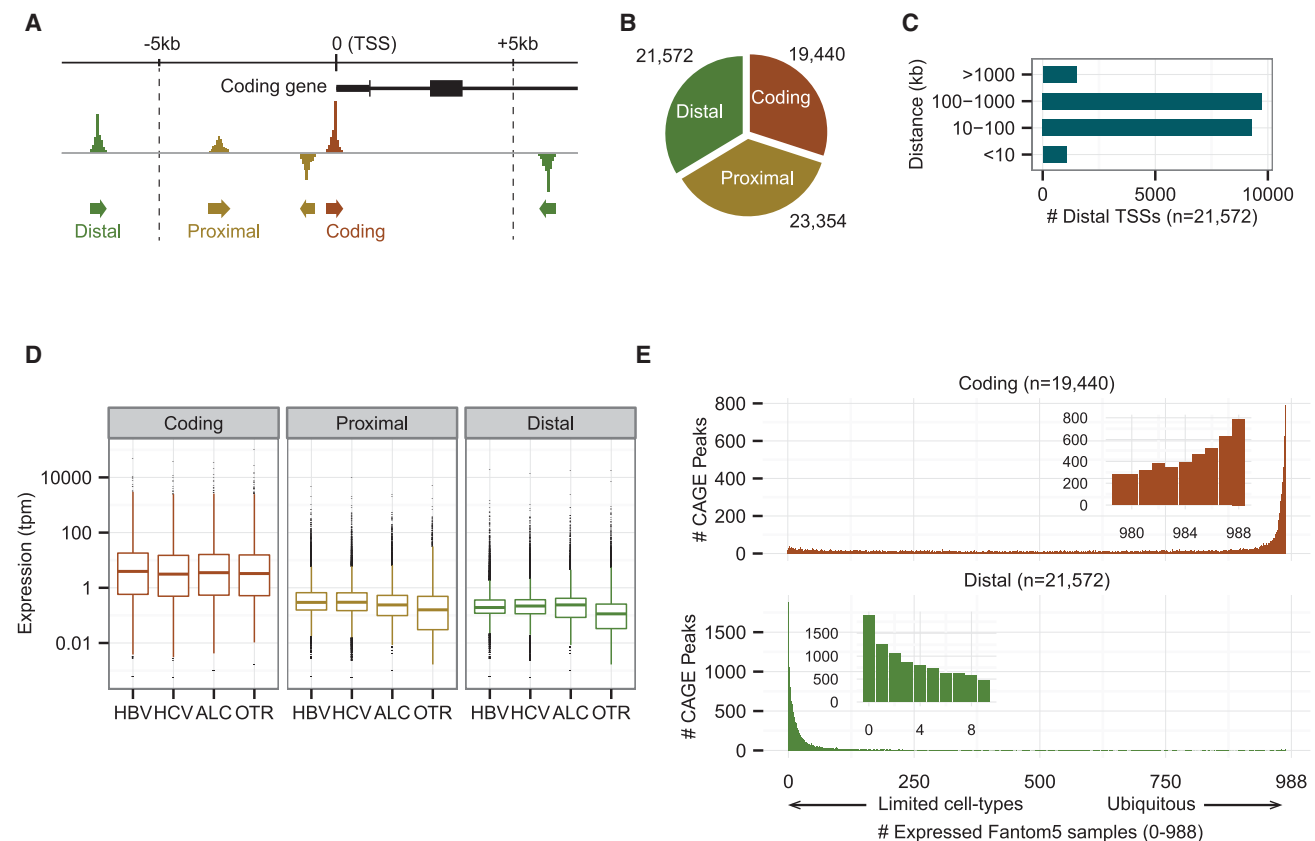 A
-5kb 0 (TSS) +5kb
Coding gene
Distal Proximal Coding
B
21,572 19,440
Distal Coding
Proximal
23,354
C
Distance (kb)
>1000
100−1000
10−100
<10
0 5000 10000
# Distal TSSs (n=21,572)
D
Coding Proximal Distal
Expression (tpm)
10000
100
1
0.01
HBV HCV ALC OTR HBV HCV ALC OTR HBV HCV ALC OTR
E
Coding (n=19,440)
# CAGE Peaks
800
600
400
200
0
800
600
400
200
0
980 984 988
Distal (n=21,572)
# CAGE Peaks
1500
1000
500
0
1500
1000
500
0
0 4 8
0 250 500 750 988
Limited cell-types Ubiquitous
# Expressed Fantom5 samples (0-988)